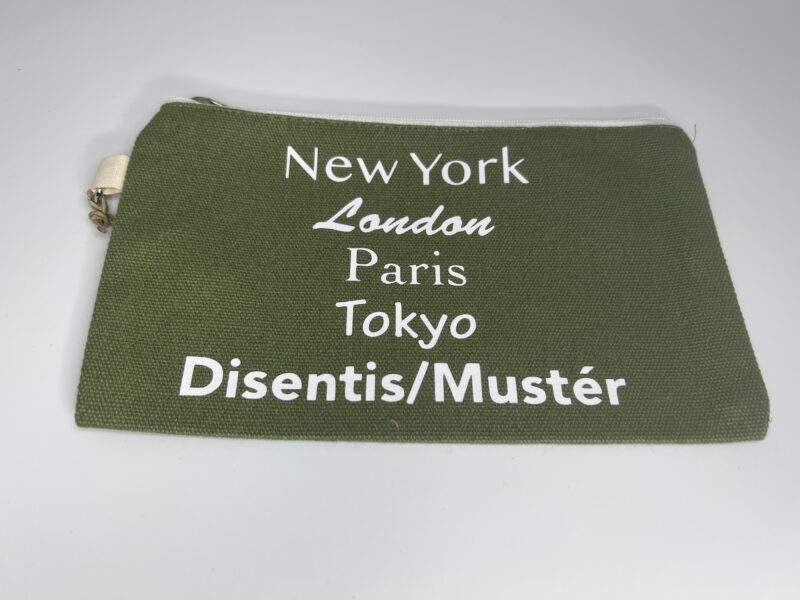 New York
London
Paris
Tokyo
Disentis/Mustér